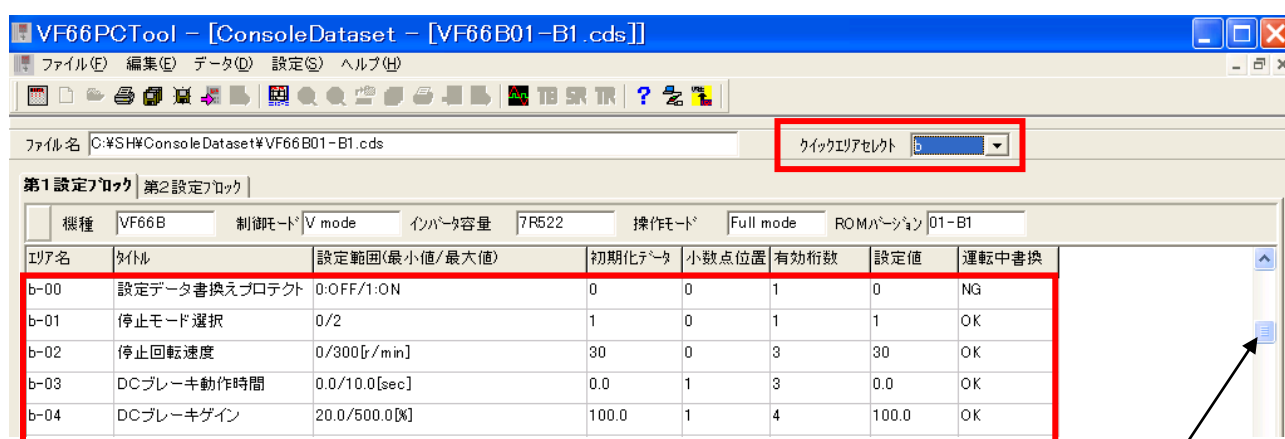 VF66PCTool - [ConsoleDataset - [VF66B01-B1.cds]]
ファイル(F) 編集(E) データ(D) 設定(S) ヘルプ(H)
TB SR TR ?
ファイル名 C:¥SH¥ConsoleDataset¥VF66B01-B1.cds クイックエリアセレクト b
第1設定ブロック 第2設定ブロック
機種 VF66B 制御モード V mode インバータ容量 7R522 操作モード Full mode ROMバージョン 01-B1
エリア名 タイトル 設定範囲(最小値/最大値) 初期化データ 小数点位置 有効桁数 設定値 運転中書換
b-00 設定データ書換えプロテクト 0:OFF/1:ON 0 0 1 0 NG
b-01 停止モード選択 0/2 1 0 1 1 OK
b-02 停止回転速度 0/300[r/min] 30 0 3 30 OK
b-03 DCブレーキ動作時間 0.0/10.0[sec] 0.0 1 3 0.0 OK
b-04 DCブレーキゲイン 20.0/500.0[%] 100.0 1 4 100.0 OK